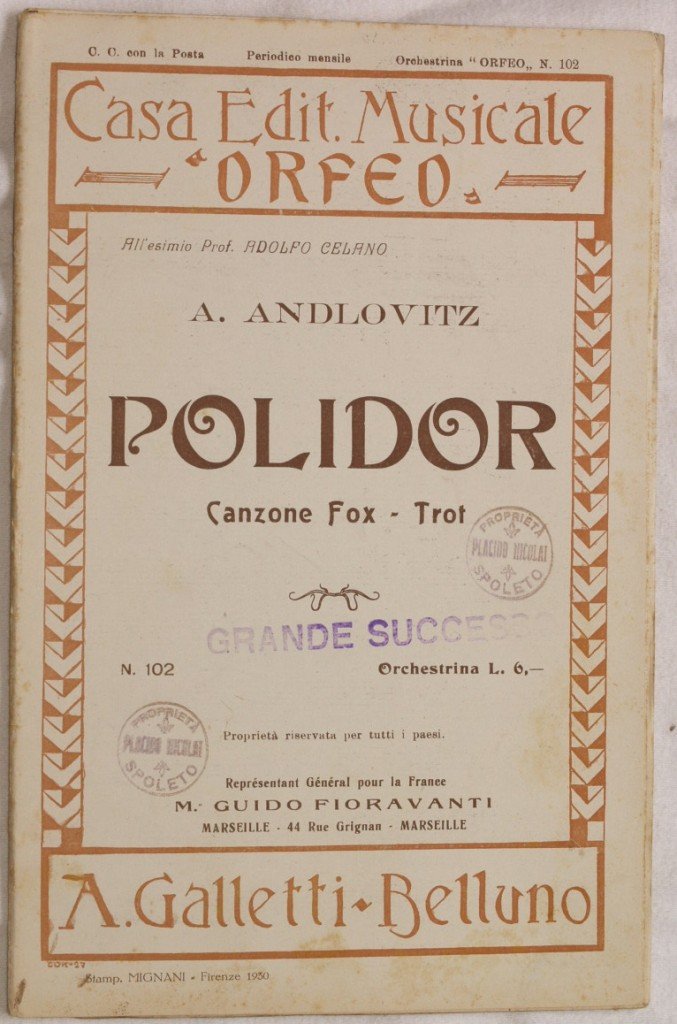 C. C. con la Posta Periodico mensile Orchestrina "ORFEO„ N. 102
Casa Edit. Musicale
"ORFEO„
All'esimio Prof. ADOLFO CELANO
A. ANDLOVITZ
POLIDOR
Canzone Fox - Trot
PROPRIETÀ
PLACIDO NICOLAI
SPOLETO
GRANDE SUCCESSO
N. 102 Orchestrina L. 6,—
PROPRIETÀ
PLACIDO NICOLAI
SPOLETO
Proprietà riservata per tutti i paesi.
Représentant Général pour la France
M.r GUIDO FIORAVANTI
MARSEILLE - 44 Rue Grignan - MARSEILLE
A. Galletti - Belluno
Stamp. MIGNANI - Firenze 1930